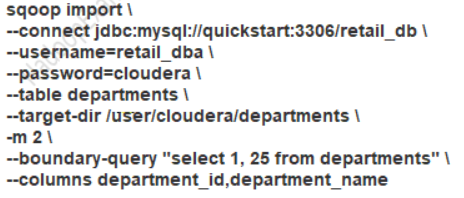 sqoop import \
--connect jdbc:mysql://quickstart:3306/retail_db \
--username=retail_dba \
--password=cloudera \
--table departments \
--target-dir /user/cloudera/departments \
-m 2 \
--boundary-query "select 1, 25 from departments" \
--columns department_id,department_name